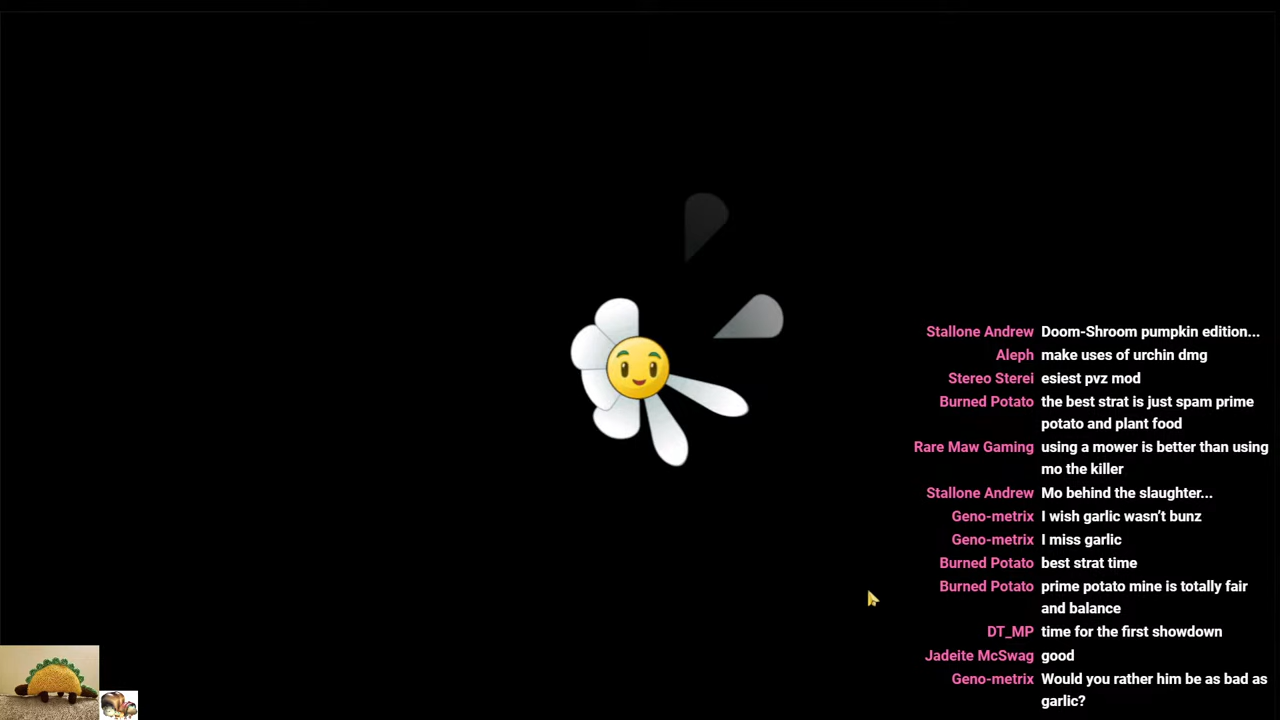 Stallone Andrew Doom-Shroom pumpkin edition...
Aleph make uses of urchin dmg
Stereo Sterei esiest pvz mod
Burned Potato the best strat is just spam prime
potato and plant food
Rare Maw Gaming using a mower is better than using
mo the killer
Stallone Andrew Mo behind the slaughter...
Geno-metrix I wish garlic wasn't bunz
Geno-metrix I miss garlic
Burned Potato best strat time
Burned Potato prime potato mine is totally fair
and balance
DT_MP time for the first showdown
Jadeite McSwag good
Geno-metrix Would you rather him be as bad as
garlic?